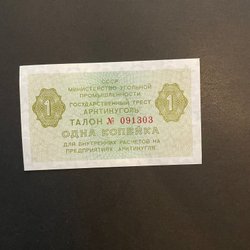 СССР
МИНИСТЕРСТВО УГОЛЬНОЙ
ПРОМЫШЛЕННОСТИ
ГОСУДАРСТВЕННЫЙ ТРЕСТ
„АРКТИКУГОЛЬ"
1 ТАЛОН № 091303 1
ОДНА КОПЕЙКА
ДЛЯ ВНУТРЕННИХ РАСЧЕТОВ НА
ПРЕДПРИЯТИЯХ „АРКТИКУГЛЯ"